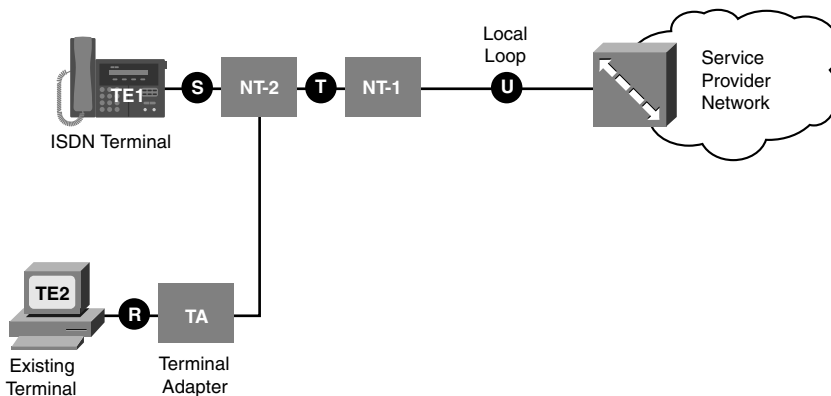 Local
Loop
Service
Provider
Network
TE1
S
NT-2
T
NT-1
U
ISDN Terminal
TE2
R
TA
Existing
Terminal
Terminal
Adapter